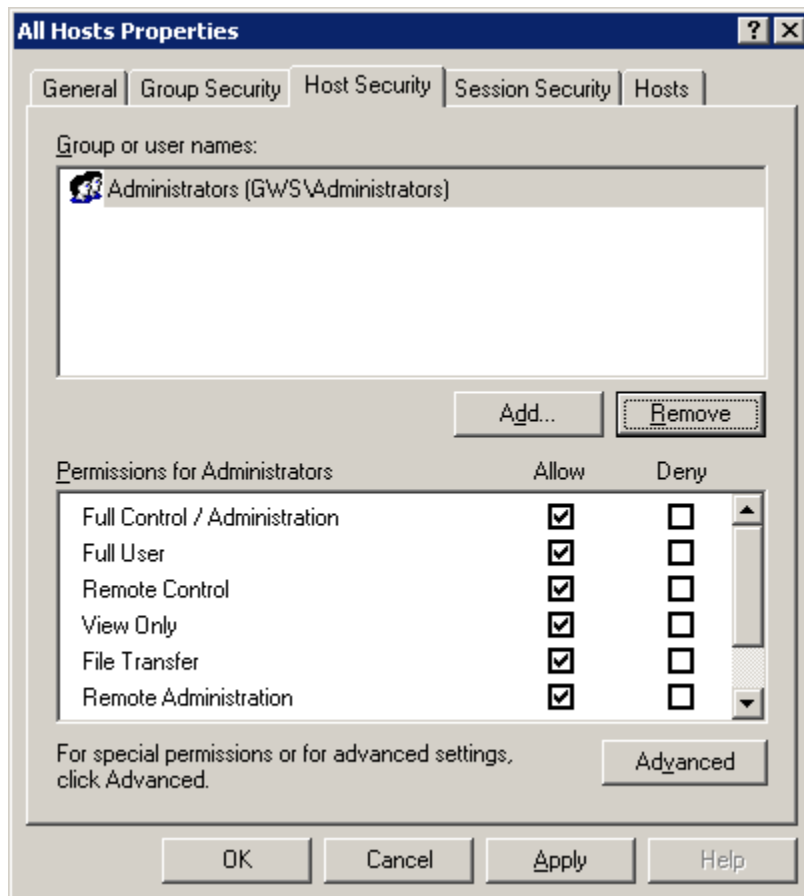 All Hosts Properties
General Group Security Host Security Session Security Hosts
Group or user names:
Administrators (GWS\Administrators)
Add... Remove
Permissions for Administrators Allow Deny
Full Control / Administration
Full User
Remote Control
View Only
File Transfer
Remote Administration
For special permissions or for advanced settings,
click Advanced.
Advanced
OK Cancel Apply Help